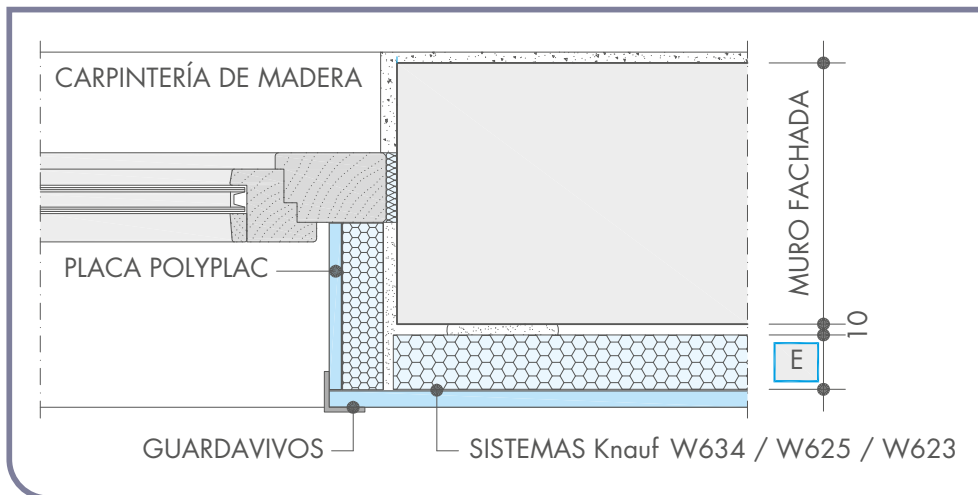 CARPINTERÍA DE MADERA
MURO FACHADA
PLACA POLYPLAC
10
E
GUARDAVIVOS
SISTEMAS Knauf W634 / W625 / W623